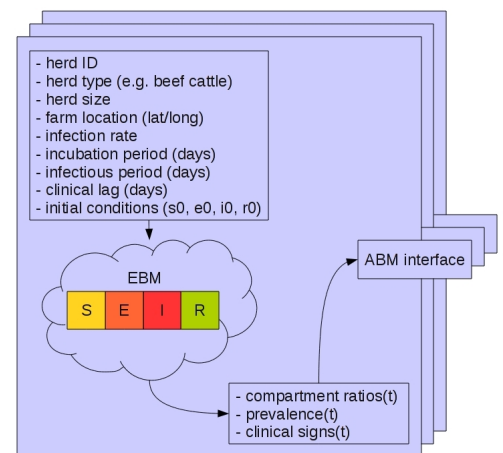 - herd ID
- herd type (e.g. beef cattle)
- herd size
- farm location (lat/long)
- infection rate
- incubation period (days)
- infectious period (days)
- clinical lag (days)
- initial conditions (s0, e0, i0, r0)
EBM
S E I R
ABM interface
- compartment ratios(t)
- prevalence(t)
- clinical signs(t)